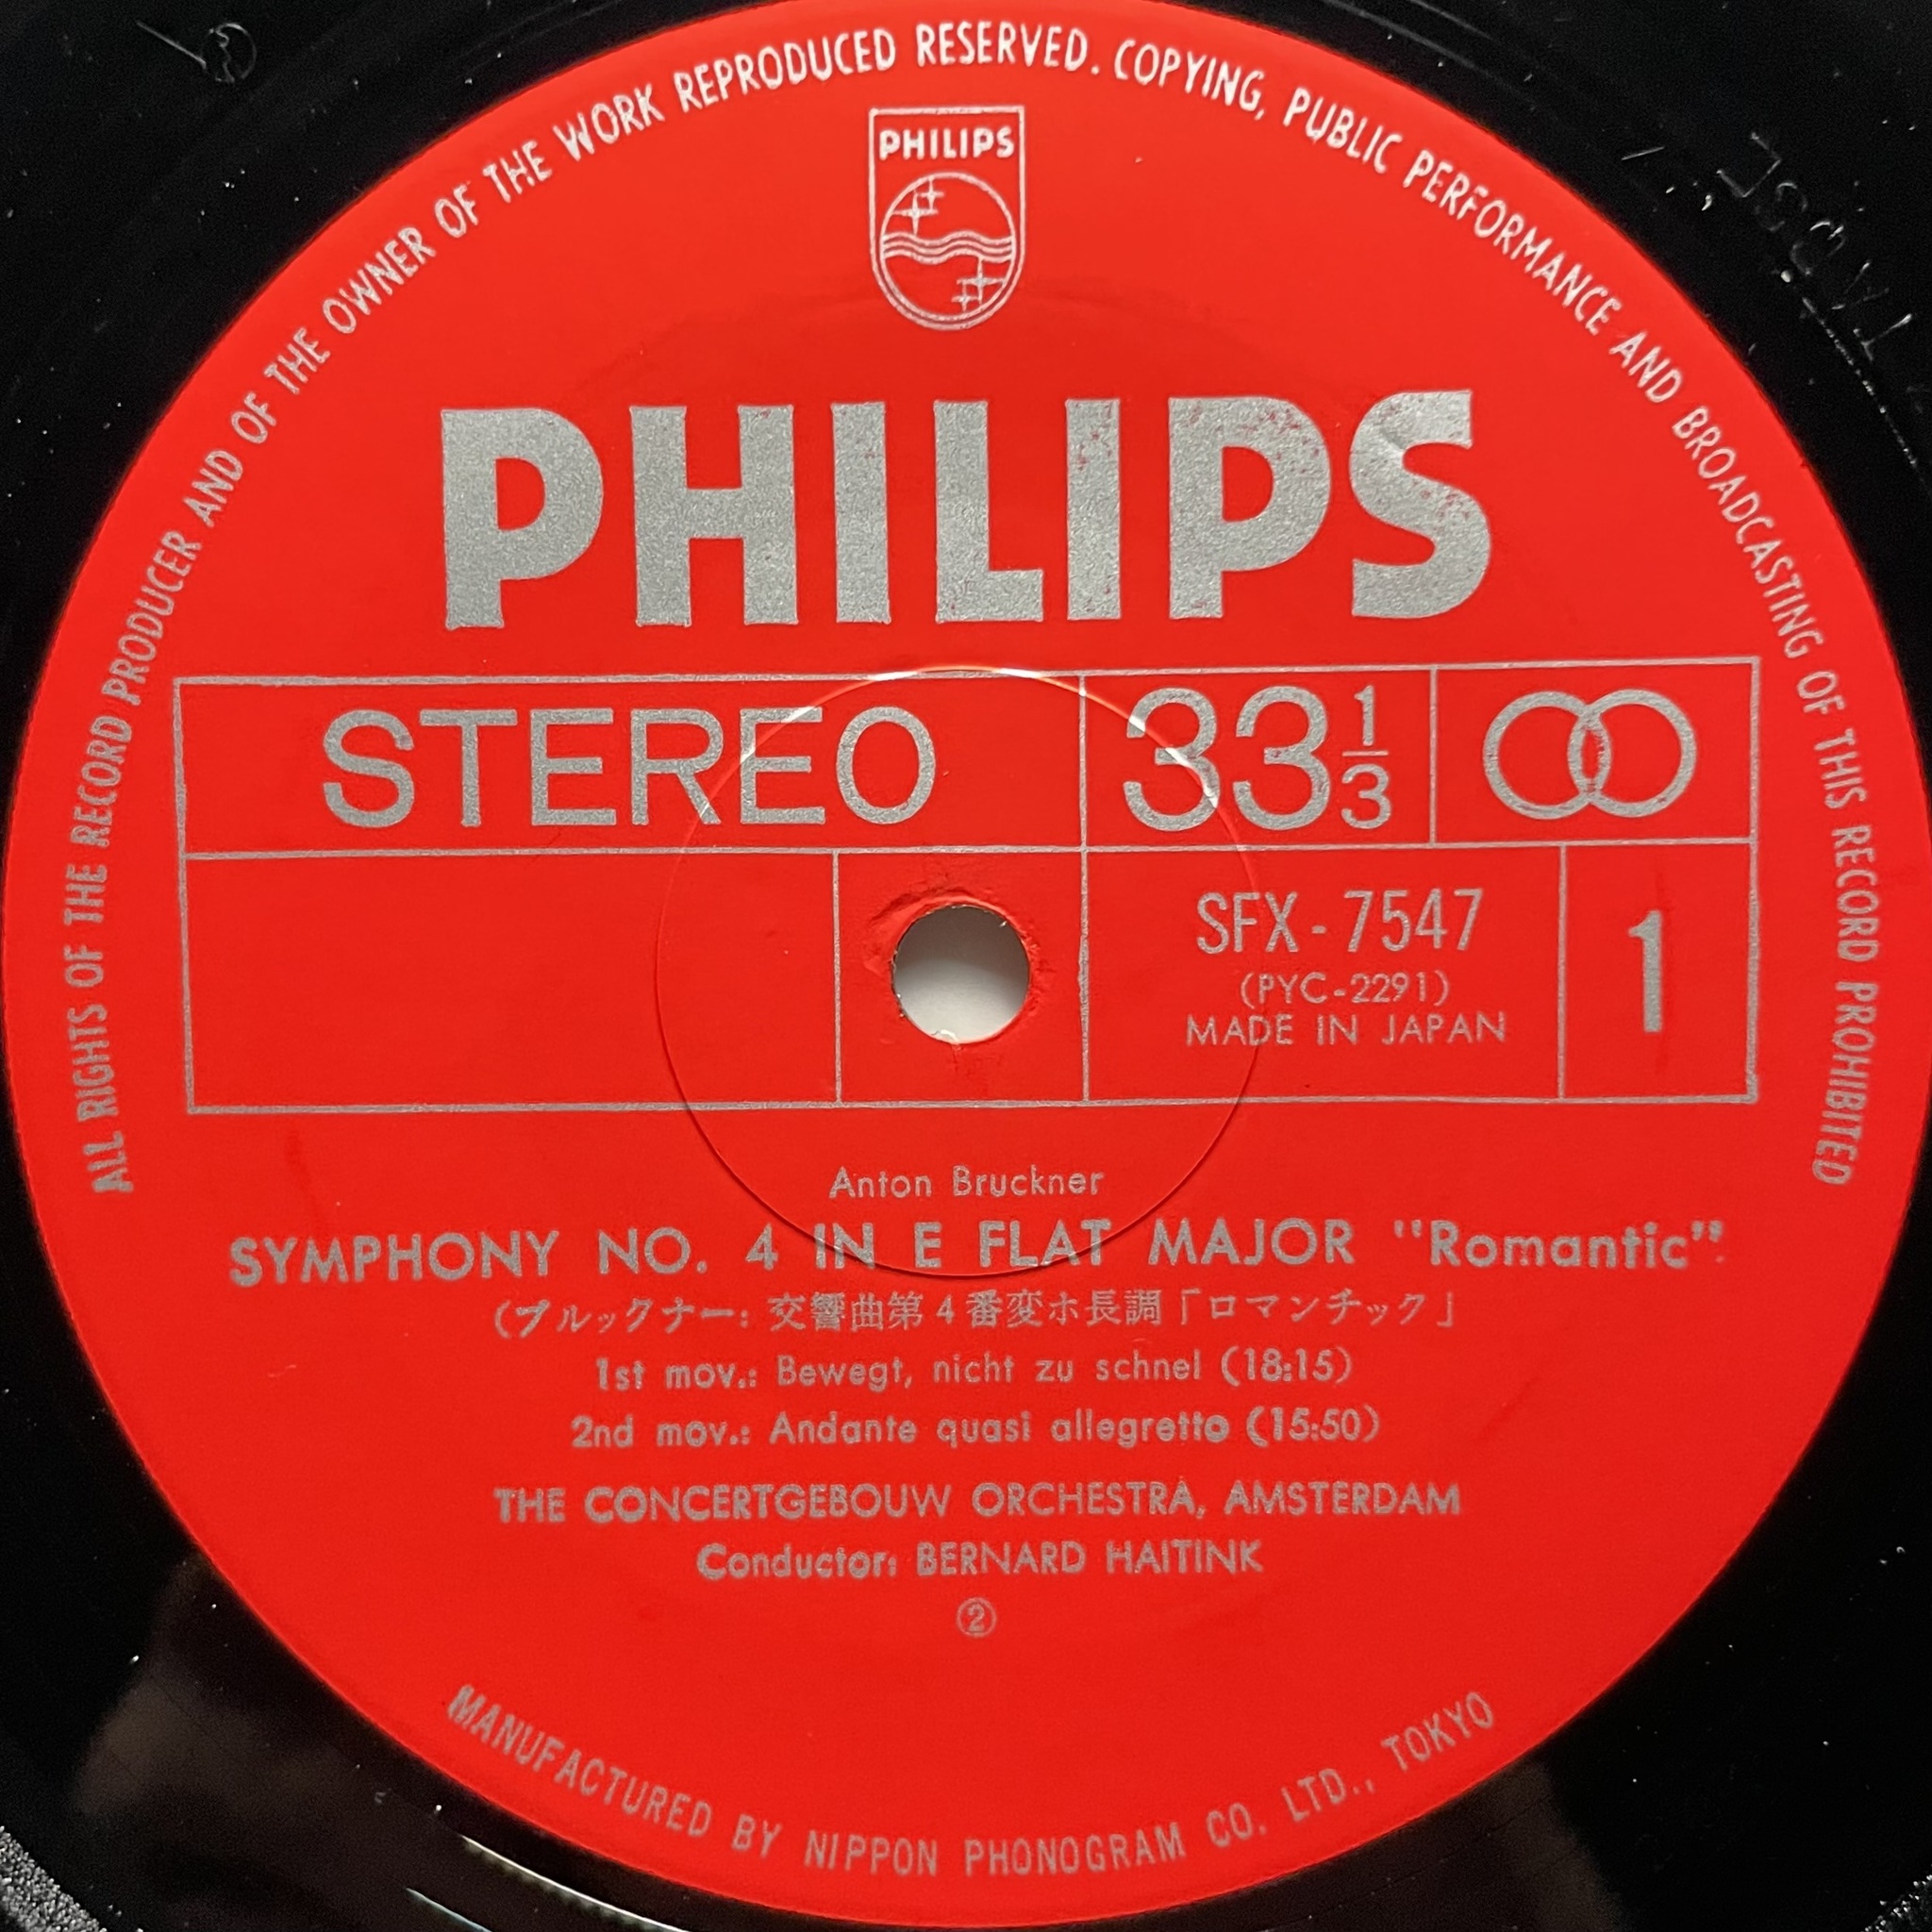 ALL RIGHTS OF THE RECORD PRODUCER AND OF THE OWNER OF THE WORK REPRODUCED RESERVED. COPYING, PUBLIC PERFORMANCE AND BROADCASTING OF THIS RECORD PROHIBITED
PHILIPS
PHILIPS
STEREO 33 1/3
SFX-7547 1
(PYC-2291)
MADE IN JAPAN
Anton Bruckner
SYMPHONY NO. 4 IN E FLAT MAJOR "Romantic"
(ブルックナー: 交響曲第4番変ホ長調「ロマンチック」
1st mov.: Bewegt, nicht zu schnel (18:15)
2nd mov.: Andante quasi allegretto (15:50)
THE CONCERTGEBOUW ORCHESTRA, AMSTERDAM
Conductor: BERNARD HAITINK
②
MANUFACTURED BY NIPPON PHONOGRAM CO. LTD., TOKYO